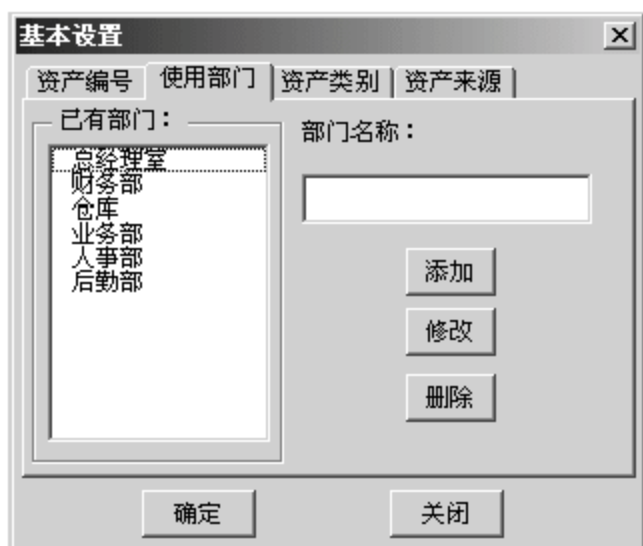 基本设置
资产编号 使用部门 资产类别 资产来源
已有部门：
总经理室
财务部
仓库
业务部
人事部
后勤部
部门名称：
添加
修改
删除
确定 关闭